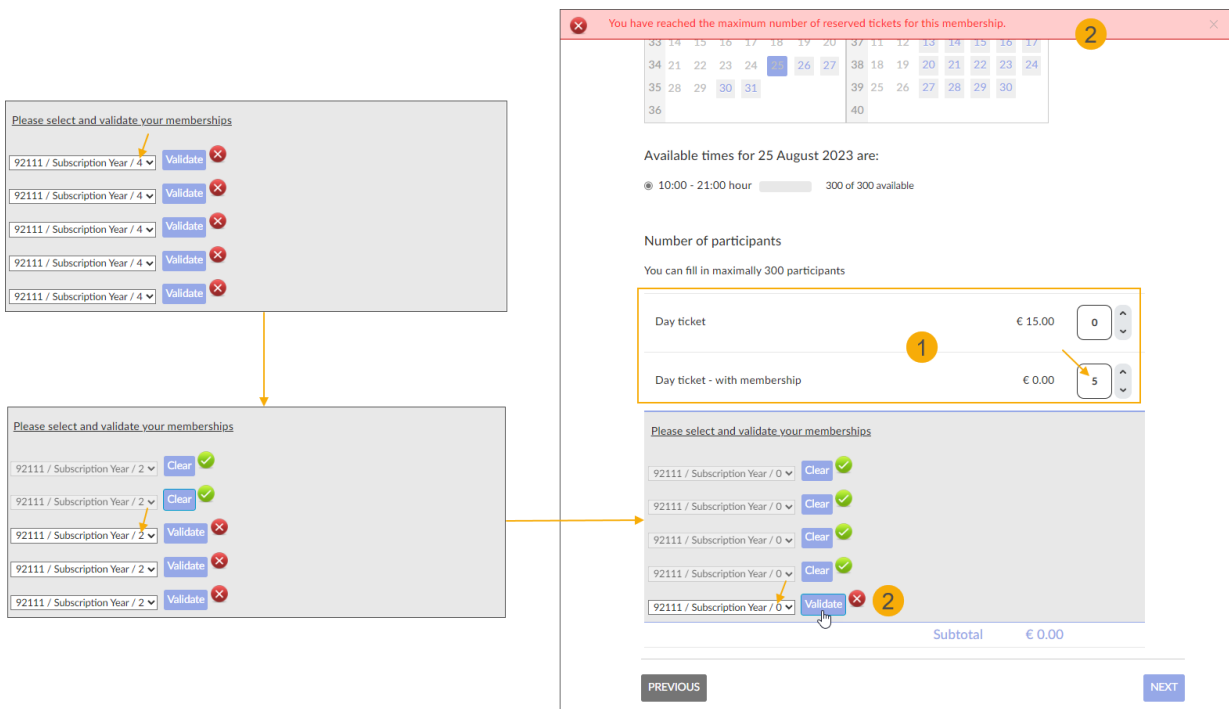 Please select and validate your memberships
92111 / Subscription Year / 4 Validate
92111 / Subscription Year / 4 Validate
92111 / Subscription Year / 4 Validate
92111 / Subscription Year / 4 Validate
92111 / Subscription Year / 4 Validate
Please select and validate your memberships
92111 / Subscription Year / 2 Clear
92111 / Subscription Year / 2 Clear
92111 / Subscription Year / 2 Validate
92111 / Subscription Year / 2 Validate
92111 / Subscription Year / 2 Validate
You have reached the maximum number of reserved tickets for this membership. ×
2
33 14 15 16 17 18 19 20 37 11 12 13 14 15 16 17
34 21 22 23 24 25 26 27 38 18 19 20 21 22 23 24
35 28 29 30 31 39 25 26 27 28 29 30
36 40
Available times for 25 August 2023 are:
10:00 - 21:00 hour 300 of 300 available
Number of participants
You can fill in maximally 300 participants
Day ticket € 15.00 0
1
Day ticket - with membership € 0.00 5
Please select and validate your memberships
92111 / Subscription Year / 0 Clear
92111 / Subscription Year / 0 Clear
92111 / Subscription Year / 0 Clear
92111 / Subscription Year / 0 Clear
92111 / Subscription Year / 0 Validate 2
Subtotal € 0.00
PREVIOUS NEXT